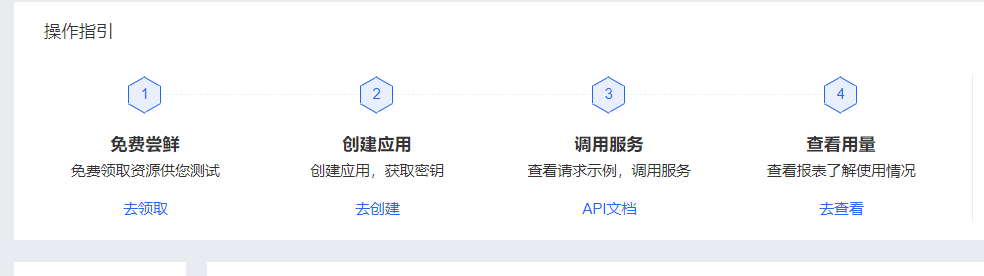 操作指引
1
2
3
4
免费尝鲜
创建应用
调用服务
查看用量
免费领取资源供您测试
创建应用，获取密钥
查看请求示例，调用服务
查看报表了解使用情况
去领取
去创建
API文档
去查看